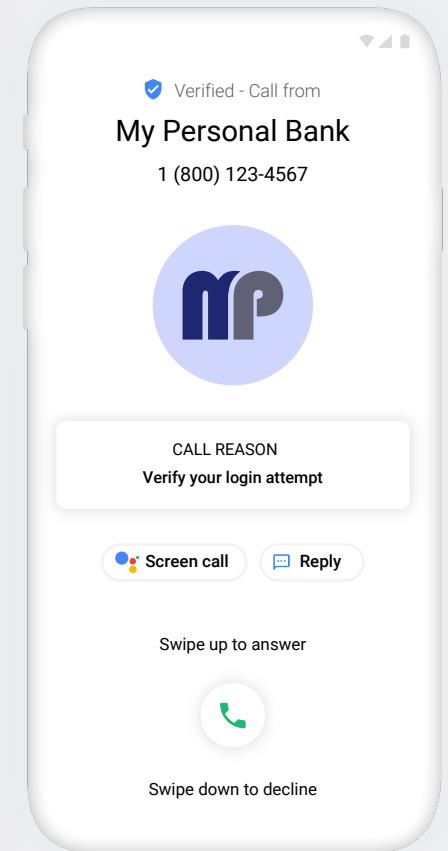 Verified - Call from
My Personal Bank
1 (800) 123-4567
MP
CALL REASON
Verify your login attempt
Screen call
Reply
Swipe up to answer
Swipe down to decline